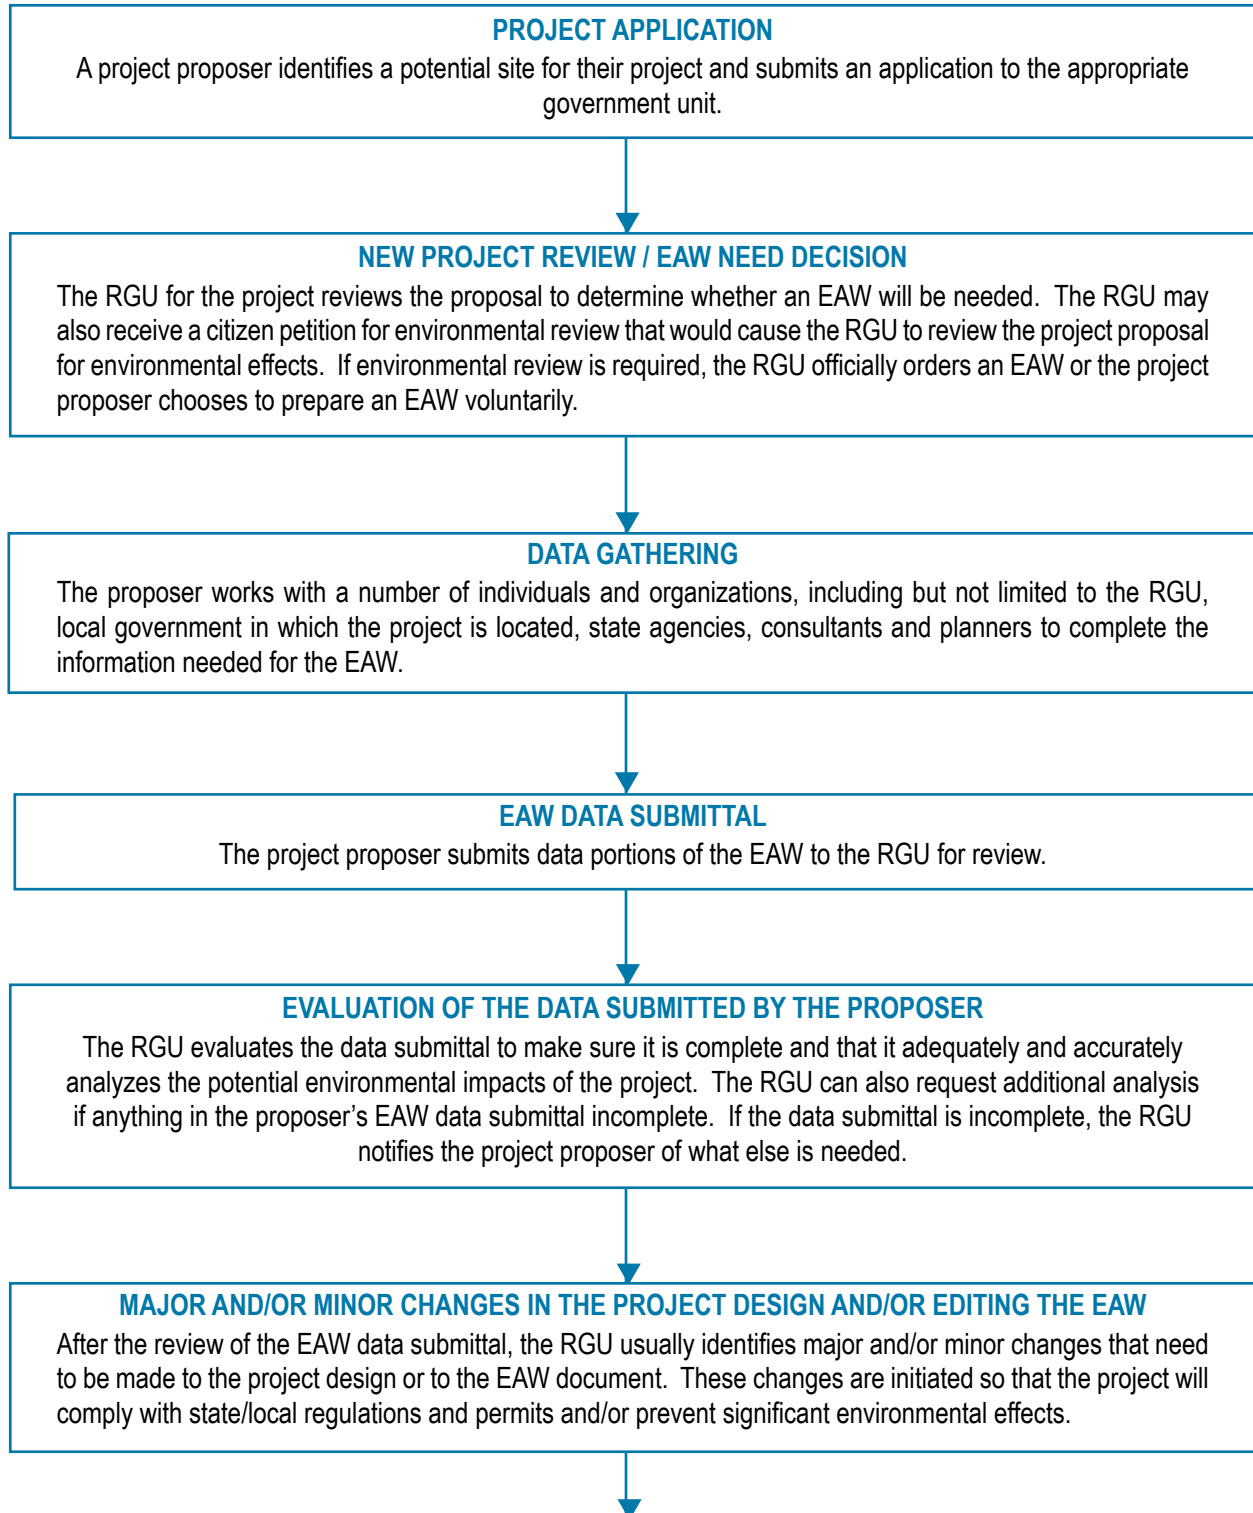 PROJECT APPLICATION
A project proposer identifies a potential site for their project and submits an application to the appropriate
government unit.
NEW PROJECT REVIEW / EAW NEED DECISION
The RGU for the project reviews the proposal to determine whether an EAW will be needed.  The RGU may
also receive a citizen petition for environmental review that would cause the RGU to review the project proposal
for environmental effects.  If environmental review is required, the RGU officially orders an EAW or the project
proposer chooses to prepare an EAW voluntarily.
DATA GATHERING
The proposer works with a number of individuals and organizations, including but not limited to the RGU,
local government in which the project is located, state agencies, consultants and planners to complete the
information needed for the EAW.
EAW DATA SUBMITTAL
The project proposer submits data portions of the EAW to the RGU for review.
EVALUATION OF THE DATA SUBMITTED BY THE PROPOSER
The RGU evaluates the data submittal to make sure it is complete and that it adequately and accurately
analyzes the potential environmental impacts of the project.  The RGU can also request additional analysis
if anything in the proposer's EAW data submittal incomplete.  If the data submittal is incomplete, the RGU
notifies the project proposer of what else is needed.
MAJOR AND/OR MINOR CHANGES IN THE PROJECT DESIGN AND/OR EDITING THE EAW
After the review of the EAW data submittal, the RGU usually identifies major and/or minor changes that need
to be made to the project design or to the EAW document.  These changes are initiated so that the project will
comply with state/local regulations and permits and/or prevent significant environmental effects.